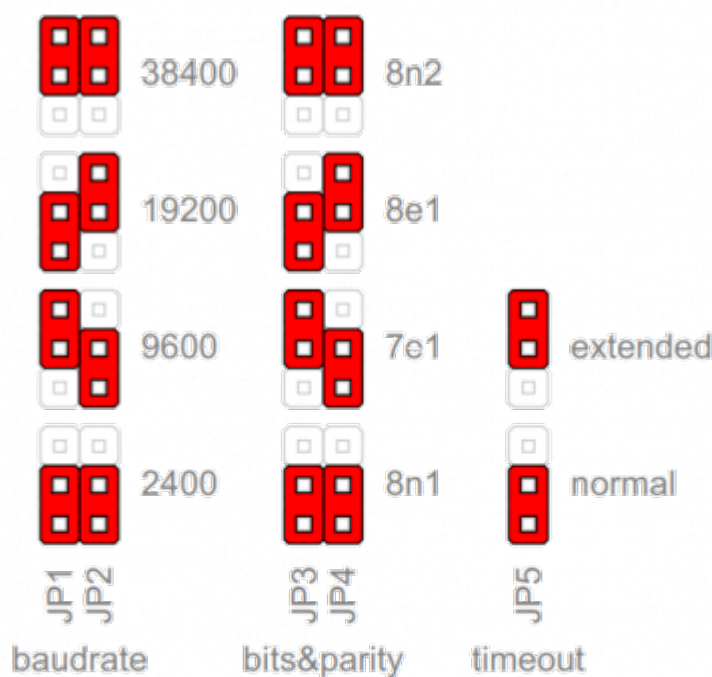 38400 8n2
19200 8e1
9600 7e1 extended
2400 8n1 normal
JP1 JP2 JP3 JP4 JP5
baudrate bits&parity timeout